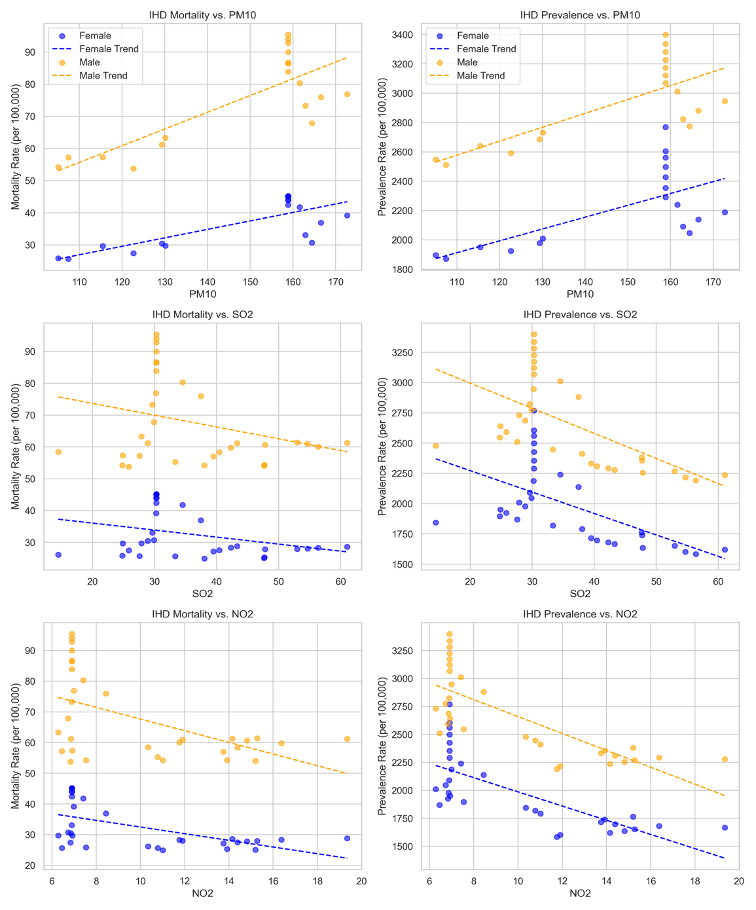 IHD Mortality vs. PM10
Female
Female Trend
Male
Male Trend
90
80
70
60
50
40
30
Mortality Rate (per 100,000)
110 120 130 140 150 160 170
PM10
IHD Prevalence vs. PM10
Female
Female Trend
Male
Male Trend
3400
3200
3000
2800
2600
2400
2200
2000
1800
Prevalence Rate (per 100,000)
110 120 130 140 150 160 170
PM10
IHD Mortality vs. SO2
90
80
70
60
50
40
30
Mortality Rate (per 100,000)
20 30 40 50 60
SO2
IHD Prevalence vs. SO2
3250
3000
2750
2500
2250
2000
1750
1500
Prevalence Rate (per 100,000)
20 30 40 50 60
SO2
IHD Mortality vs. NO2
90
80
70
60
50
40
30
20
Mortality Rate (per 100,000)
6 8 10 12 14 16 18 20
NO2
IHD Prevalence vs. NO2
3500
3250
3000
2750
2500
2250
2000
1750
1500
Prevalence Rate (per 100,000)
6 8 10 12 14 16 18 20
NO2